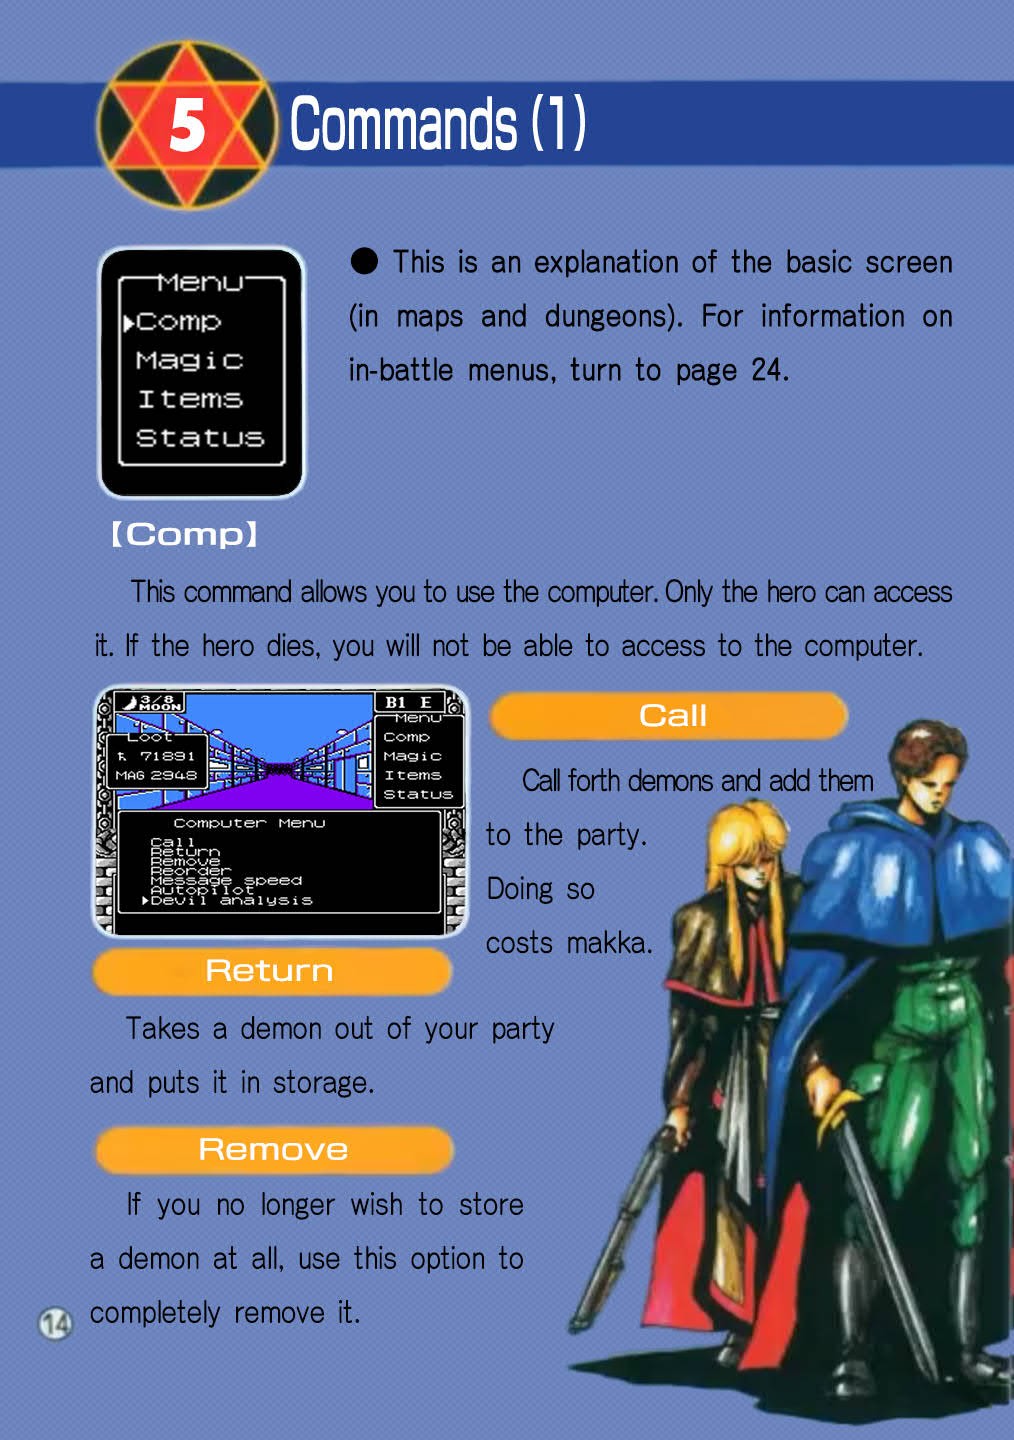 5
Commands (1)
Menu
Comp
Magic
Items
Status
● This is an explanation of the basic screen
(in maps and dungeons). For information on
in-battle menus, turn to page 24.
【Comp】
This command allows you to use the computer. Only the hero can access
it. If the hero dies, you will not be able to access to the computer.
3/8
MOON
B1 E
Menu
Comp
Magic
Items
Status
Loot
71891
MAG 2948
Computer Menu
Call
Return
Remove
Reorder
Message speed
Autopilot
Devil analysis
Call
Call forth demons and add them
to the party.
Doing so
costs makka.
Return
Takes a demon out of your party
and puts it in storage.
Remove
If you no longer wish to store
a demon at all, use this option to
completely remove it.
14